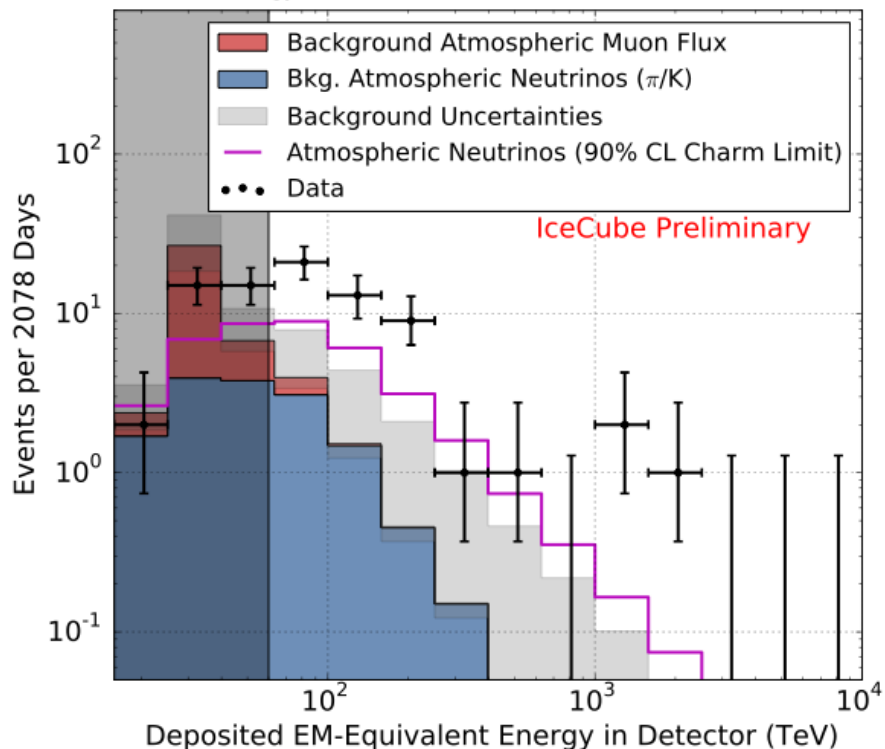 Background Atmospheric Muon Flux
Bkg. Atmospheric Neutrinos (π/K)
Background Uncertainties
Atmospheric Neutrinos (90% CL Charm Limit)
Data
IceCube Preliminary
Events per 2078 Days
10²
10¹
10⁰
10⁻¹
10² 10³ 10⁴
Deposited EM-Equivalent Energy in Detector (TeV)